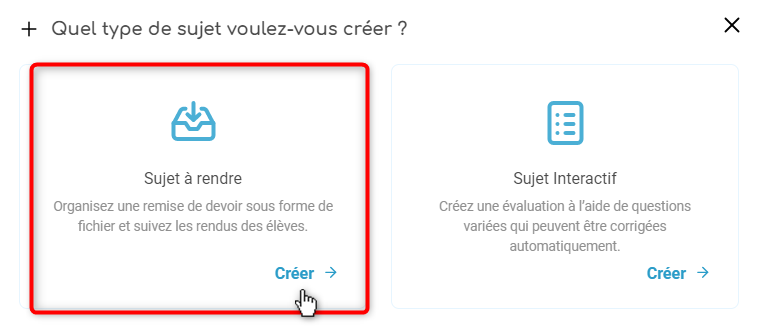 Quel type de sujet voulez-vous créer ?
Sujet à rendre
Organisez une remise de devoir sous forme de
fichier et suivez les rendus des élèves.
Créer
Sujet Interactif
Créez une évaluation à l'aide de questions
variées qui peuvent être corrigées
automatiquement.
Créer